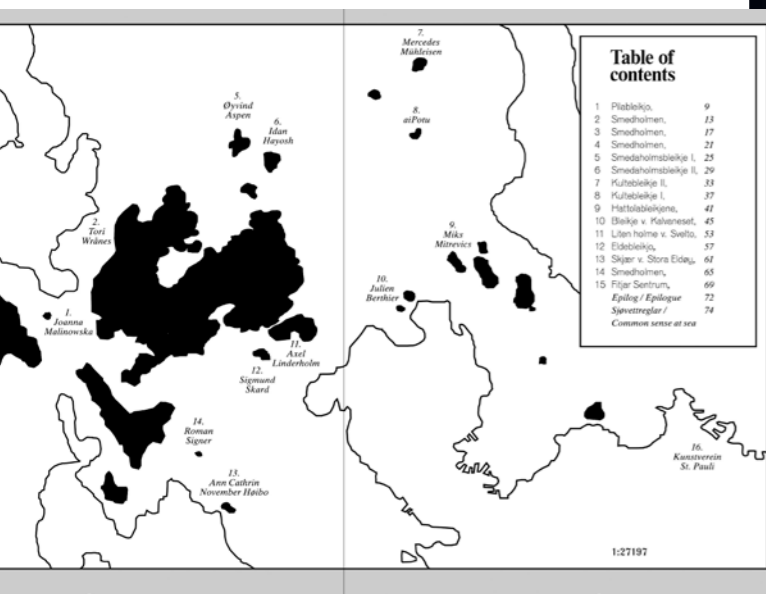 7.
Mercedes
Mühleisen
5.
Øyvind
Aspen
6.
Idan
Hayosh
8.
aiPotu
2.
Tori
Wrånes
9.
Miks
Mitrevics
10.
Julien
Berthier
1.
Joanna
Malinowska
11.
Axel
Linderholm
12.
Sigmund
Skard
14.
Roman
Signer
13.
Ann Cathrin
November Høibo
16.
Kunstverein
St. Pauli
1:27197
Table of
contents
1 Pilableikjo, 9
2 Smedholmen, 13
3 Smedholmen, 17
4 Smedholmen, 21
5 Smedaholmsbleikje I, 25
6 Smedaholmsbleikje II, 29
7 Kultebleikje II, 33
8 Kultebleikje I, 37
9 Hattolableikjene, 41
10 Bleikje v. Kalvaneset, 45
11 Liten holme v. Svelto, 53
12 Eldebleikjo, 57
13 Skjær v. Stora Eldøy, 61
14 Smedholmen, 65
15 Fitjar Sentrum, 69
Epilog / Epilogue 72
Sjøvettreglar / 74
Common sense at sea